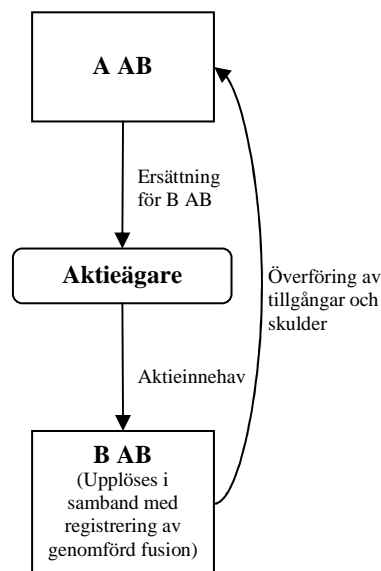 A AB
Ersättning
för B AB
Aktieägare
Överföring av
tillgångar och
skulder
Aktieinnehav
B AB
(Upplöses i
samband med
registrering av
genomförd fusion)